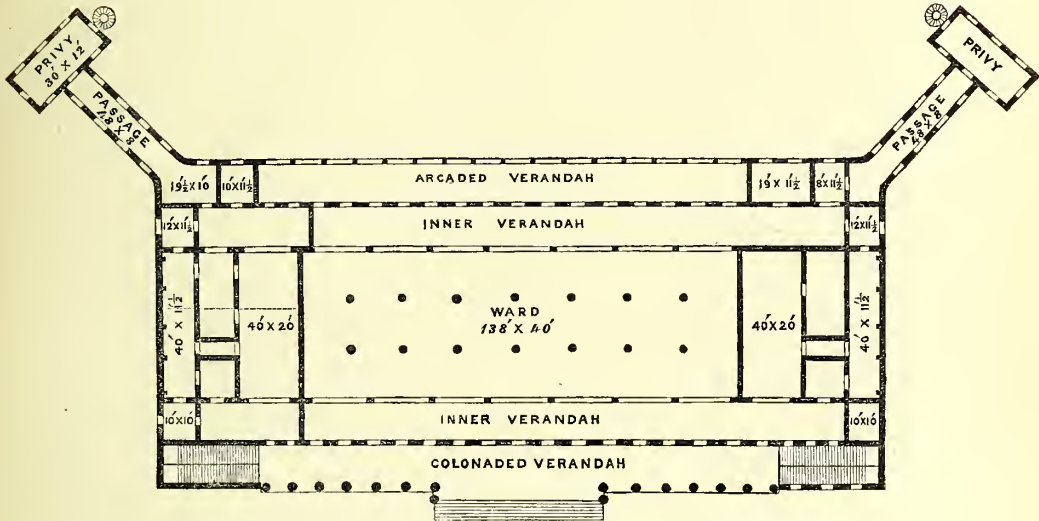 PRIVY
30' X 12'
PRIVY
PASSAGE
48' X 8'
PASSAGE
48' X 8'
19½' X 10'
10' X 11½'
ARCADED VERANDAH
19' X 11½'
8' X 11½'
12' X 11½'
INNER VERANDAH
12' X 11½'
40' X 11½'
40' X 20'
WARD
138' X 40'
40' X 20'
40' X 11½'
10' X 10'
INNER VERANDAH
10' X 10'
COLONADED VERANDAH